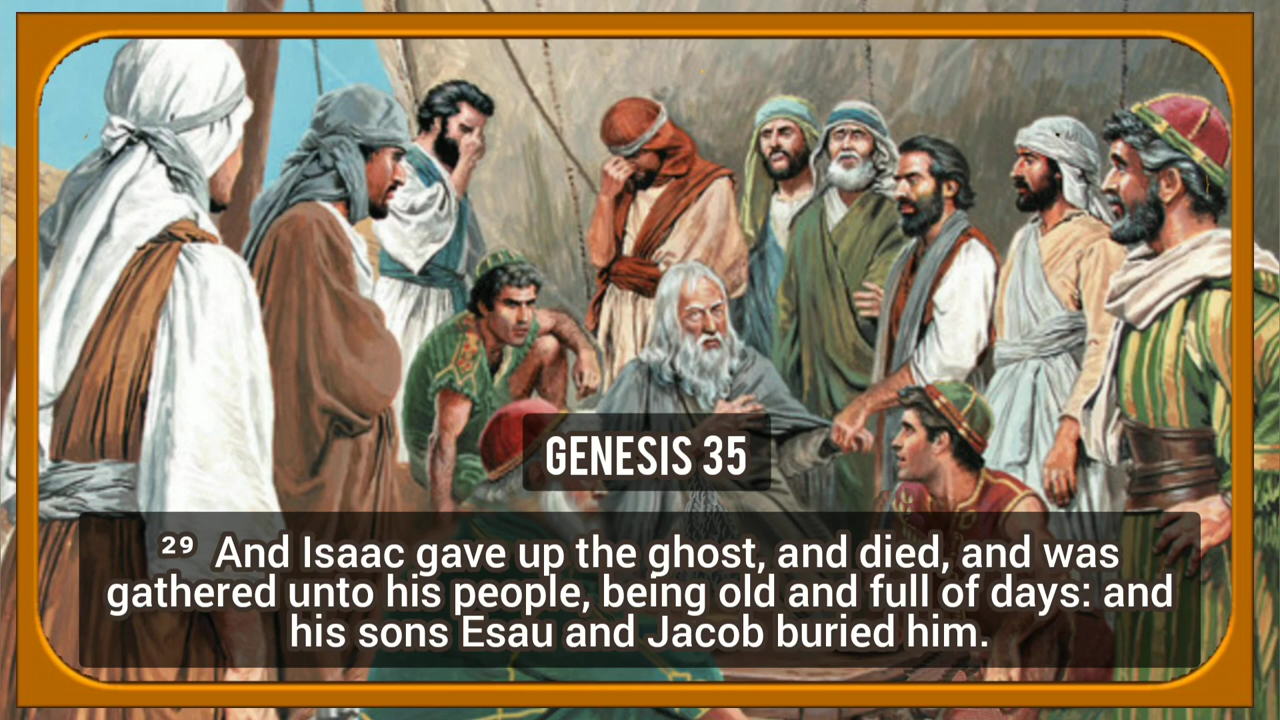 GENESIS 35
²⁹ And Isaac gave up the ghost, and died, and was
gathered unto his people, being old and full of days: and
his sons Esau and Jacob buried him.